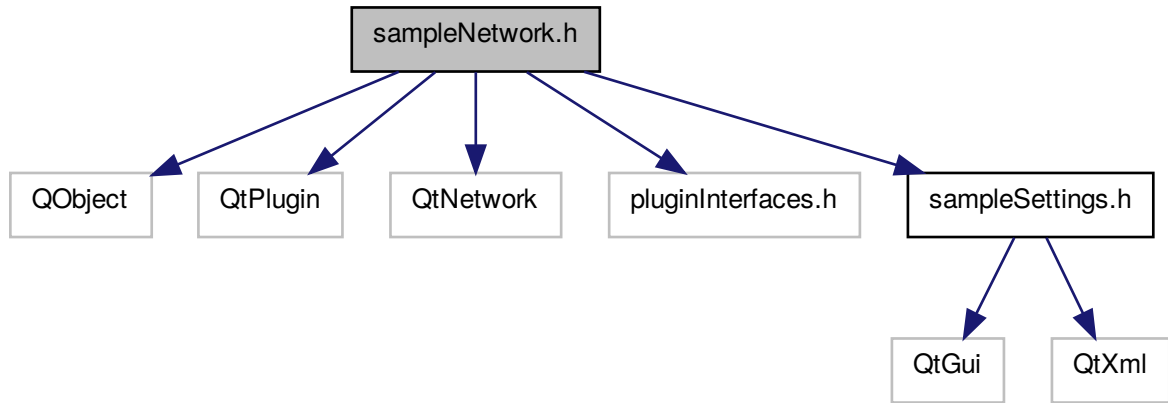 sampleNetwork.h
QObject
QtPlugin
QtNetwork
pluginInterfaces.h
sampleSettings.h
QtGui
QtXml